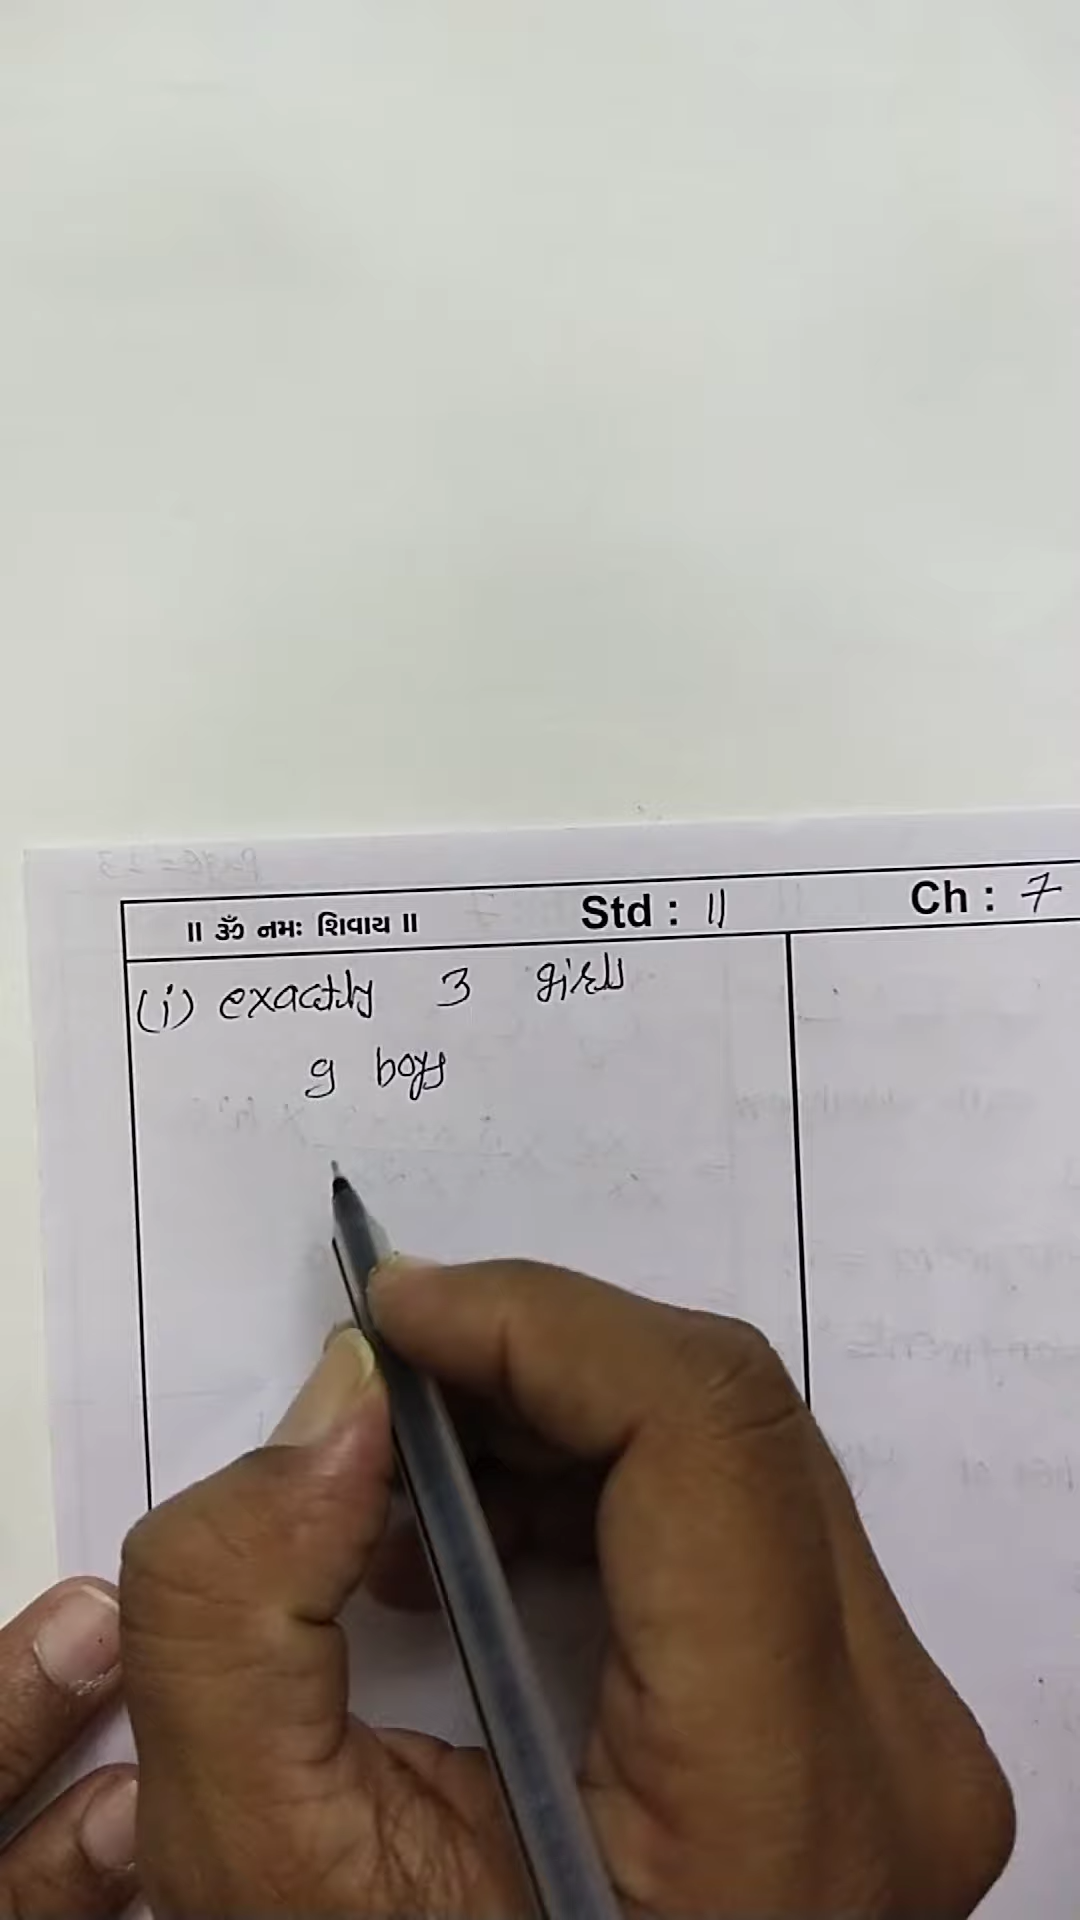 ॥ ૐ નમઃ શિવાય ॥ Std : 11 Ch : 7
(i) exactly 3 girls
9 boys